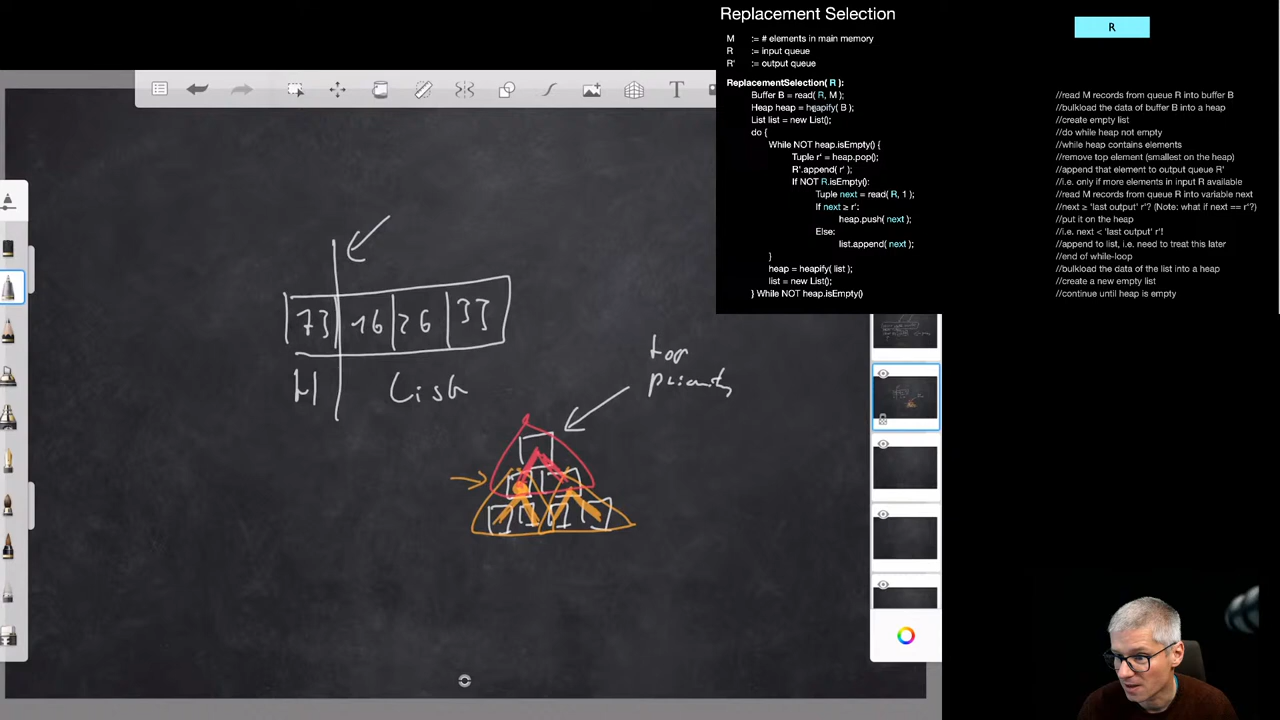 Replacement Selection
R
M := # elements in main memory
R := input queue
R' := output queue
ReplacementSelection( R ):
Buffer B = read( R, M ); //read M records from queue R into buffer B
Heap heap = heapify( B ); //bulkload the data of buffer B into a heap
List list = new List(); //create empty list
do { //do while heap not empty
While NOT heap.isEmpty() { //while heap contains elements
Tuple r' = heap.pop(); //remove top element (smallest on the heap)
R'.append( r' ); //append that element to output queue R'
If NOT R.isEmpty(): //i.e. only if more elements in input R available
Tuple next = read( R, 1 ); //read M records from queue R into variable next
If next ≥ r': //next ≥ 'last output' r'? (Note: what if next == r'?)
heap.push( next ); //put it on the heap
Else: //i.e. next < 'last output' r'!
list.append( next ); //append to list, i.e. need to treat this later
} //end of while-loop
heap = heapify( list ); //bulkload the data of the list into a heap
list = new List(); //create a new empty list
} While NOT heap.isEmpty() //continue until heap is empty
T
73 16 26 33
H List
top
priority